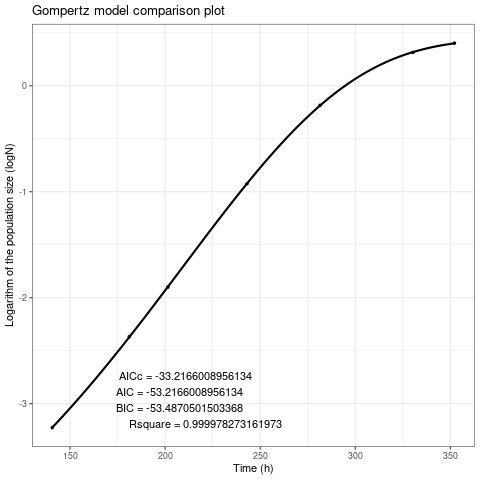 Gompertz model comparison plot
Logarithm of the population size (logN)
0
-1
-2
-3
AICc = -33.2166008956134
AIC = -53.2166008956134
BIC = -53.4870501503368
Rsquare = 0.999978273161973
150 200 250 300 350
Time (h)